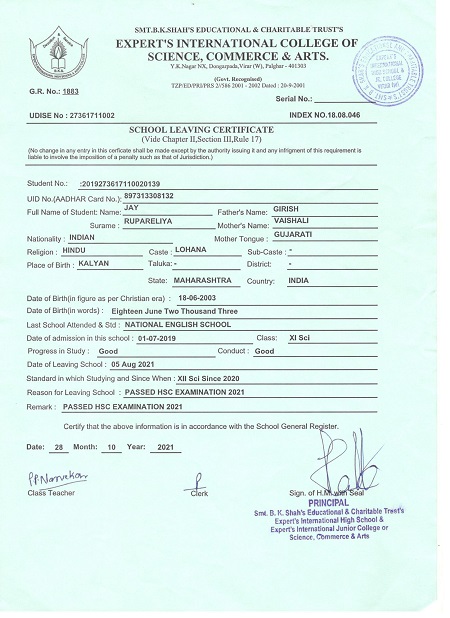 SMT.B.K.SHAH'S EDUCATIONAL & CHARITABLE TRUST'S
EXPERT'S INTERNATIONAL COLLEGE OF
SCIENCE, COMMERCE & ARTS.
Y.K.Nagar NX, Dongarpada,Virar (W), Palghar - 401303
(Govt. Recognised)
TZP/ED/PRI/PRS 2//586 2001 - 2002 Dated : 20-9-2001
G.R. No.: 1883
Serial No.:
UDISE No : 27361711002 INDEX NO.18.08.046
SCHOOL LEAVING CERTIFICATE
(Vide Chapter II,Section III,Rule 17)
(No change in any entry in this cerficate shall be made except by the authority issuing it and any infrigment of this requirement is
liable to involve the imposition of a penalty such as that of Jurisdiction.)
Student No.: :2019273617110020139
UID No.(AADHAR Card No.): 897313308132
Full Name of Student: Name: JAY Father's Name: GIRISH
Surame : RUPARELIYA Mother's Name: VAISHALI
Nationality : INDIAN Mother Tongue : GUJARATI
Religion : HINDU Caste : LOHANA Sub-Caste : -
Place of Birth : KALYAN Taluka: - District: -
State: MAHARASHTRA Country: INDIA
Date of Birth(in figure as per Christian era) : 18-06-2003
Date of Birth(in words) : Eighteen June Two Thousand Three
Last School Attended & Std : NATIONAL ENGLISH SCHOOL
Date of admission in this school : 01-07-2019 Class: XI Sci
Progress in Study : Good Conduct : Good
Date of Leaving School : 05 Aug 2021
Standard in which Studying and Since When : XII Sci Since 2020
Reason for Leaving School : PASSED HSC EXAMINATION 2021
Remark : PASSED HSC EXAMINATION 2021
Certify that the above information is in accordance with the School General Register.
Date: 28 Month: 10 Year: 2021
Class Teacher Clerk Sign. of H.M. with Seal
PRINCIPAL
Smt. B. K. Shah's Educational & Charitable Trust's
Expert's International High School &
Expert's International Junior College or
Science, Commerce & Arts